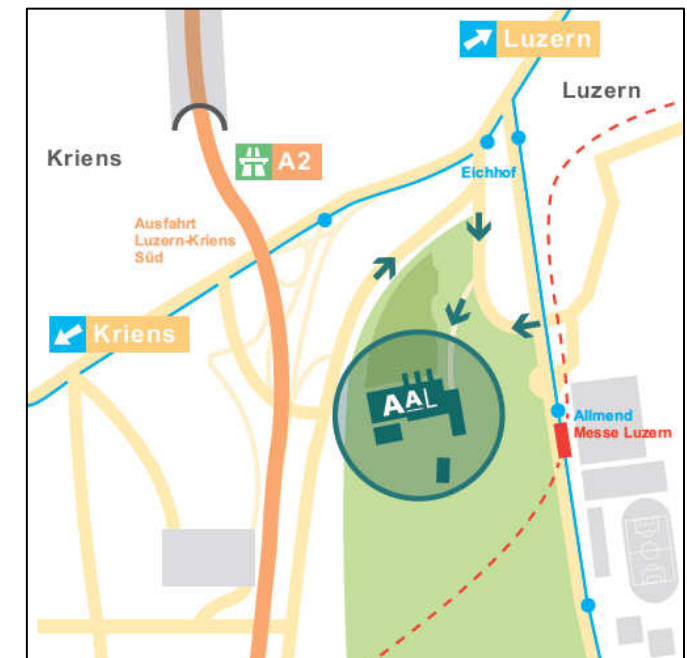 Luzern
Luzern
Kriens
A2
Eichhof
Ausfahrt
Luzern-Kriens
Süd
Kriens
AAL
Allmend
Messe Luzern